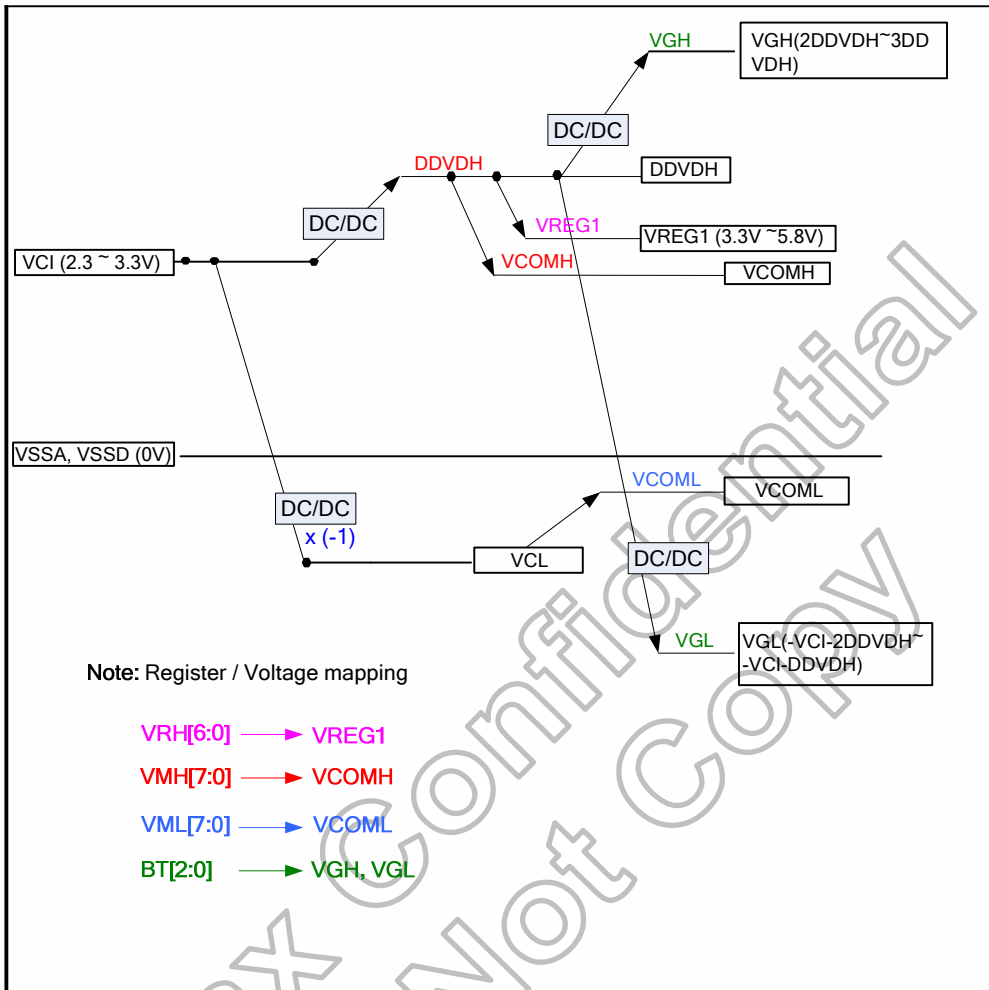 VGH
VGH(2DDVDH~3DD
VDH)
DC/DC
DDVDH
DDVDH
DC/DC
VREG1
VREG1 (3.3V ~5.8V)
VCI (2.3 ~ 3.3V)
VCOMH
VCOMH
VSSA, VSSD (0V)
VCOML
VCOML
DC/DC
x (-1)
VCL
DC/DC
VGL
VGL(-VCI-2DDVDH~
-VCI-DDVDH)
Note: Register / Voltage mapping
VRH[6:0] VREG1
VMH[7:0] VCOMH
VML[7:0] VCOML
BT[2:0] VGH, VGL
ex Confidential
Not Copy